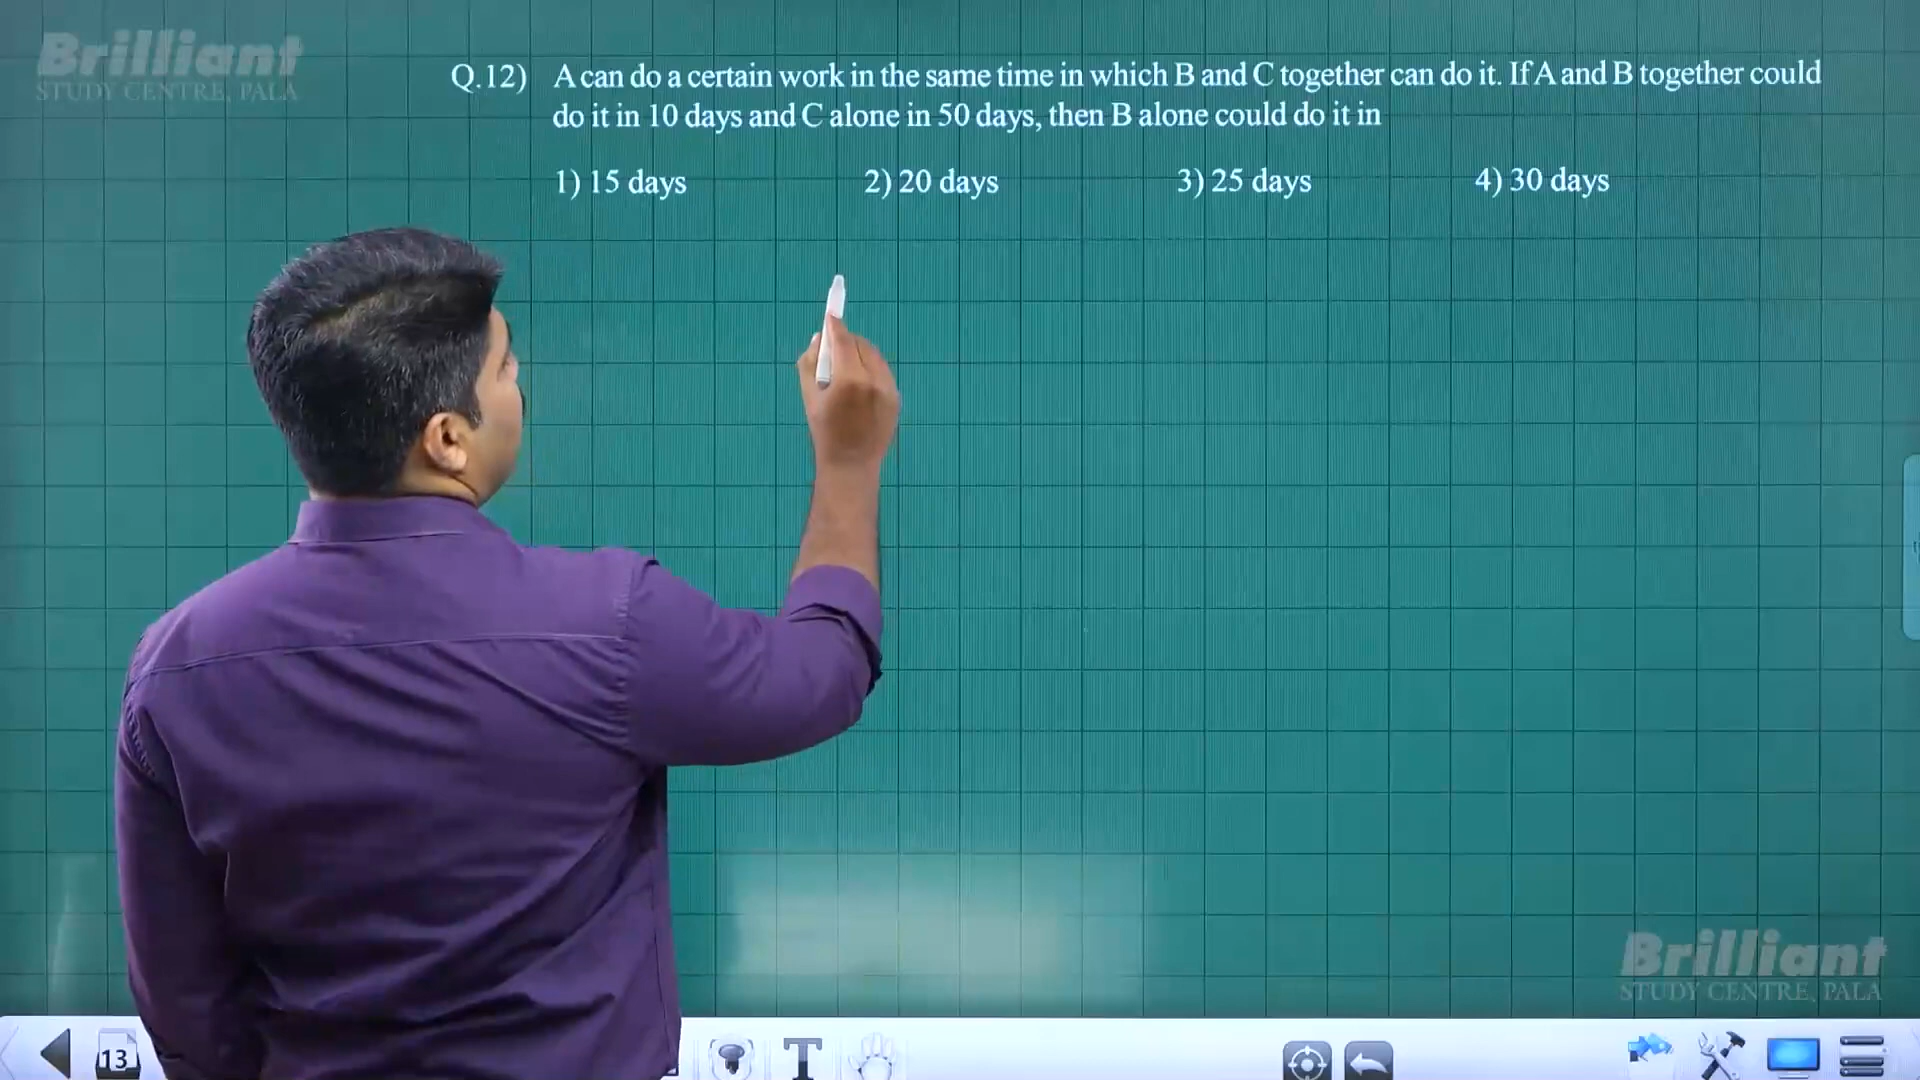 Brilliant
STUDY CENTRE, PALA
Q.12) A can do a certain work in the same time in which B and C together can do it. If A and B together could
do it in 10 days and C alone in 50 days, then B alone could do it in
1) 15 days 2) 20 days 3) 25 days 4) 30 days
Brilliant
STUDY CENTRE, PALA
13
T